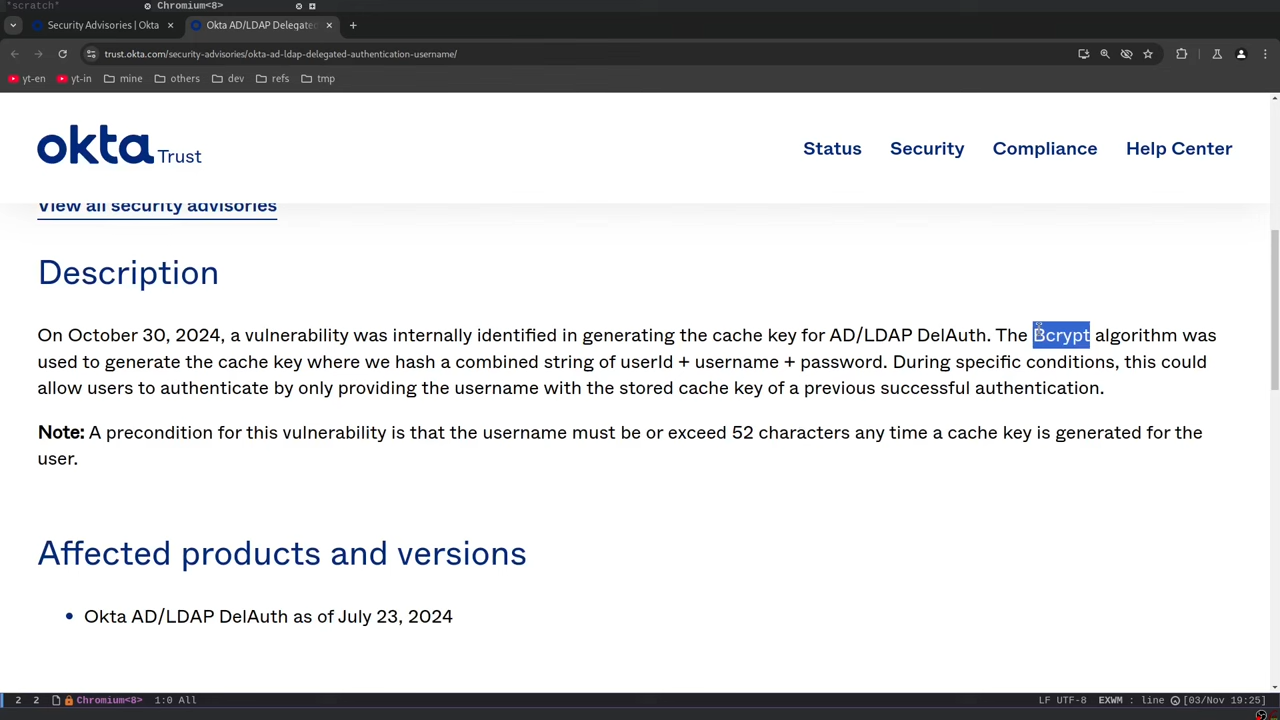 *scratch*
Chromium<8>
Security Advisories | Okta
Okta AD/LDAP Delegated
trust.okta.com/security-advisories/okta-ad-ldap-delegated-authentication-username/
yt-en yt-in mine others dev refs tmp
okta Trust
Status Security Compliance Help Center
View all security advisories
Description
On October 30, 2024, a vulnerability was internally identified in generating the cache key for AD/LDAP DelAuth. The Bcrypt algorithm was
used to generate the cache key where we hash a combined string of userId + username + password. During specific conditions, this could
allow users to authenticate by only providing the username with the stored cache key of a previous successful authentication.
Note: A precondition for this vulnerability is that the username must be or exceed 52 characters any time a cache key is generated for the
user.
Affected products and versions
• Okta AD/LDAP DelAuth as of July 23, 2024
2 2 Chromium<8> 1:0 All LF UTF-8 EXWM : line [03/Nov 19:25]